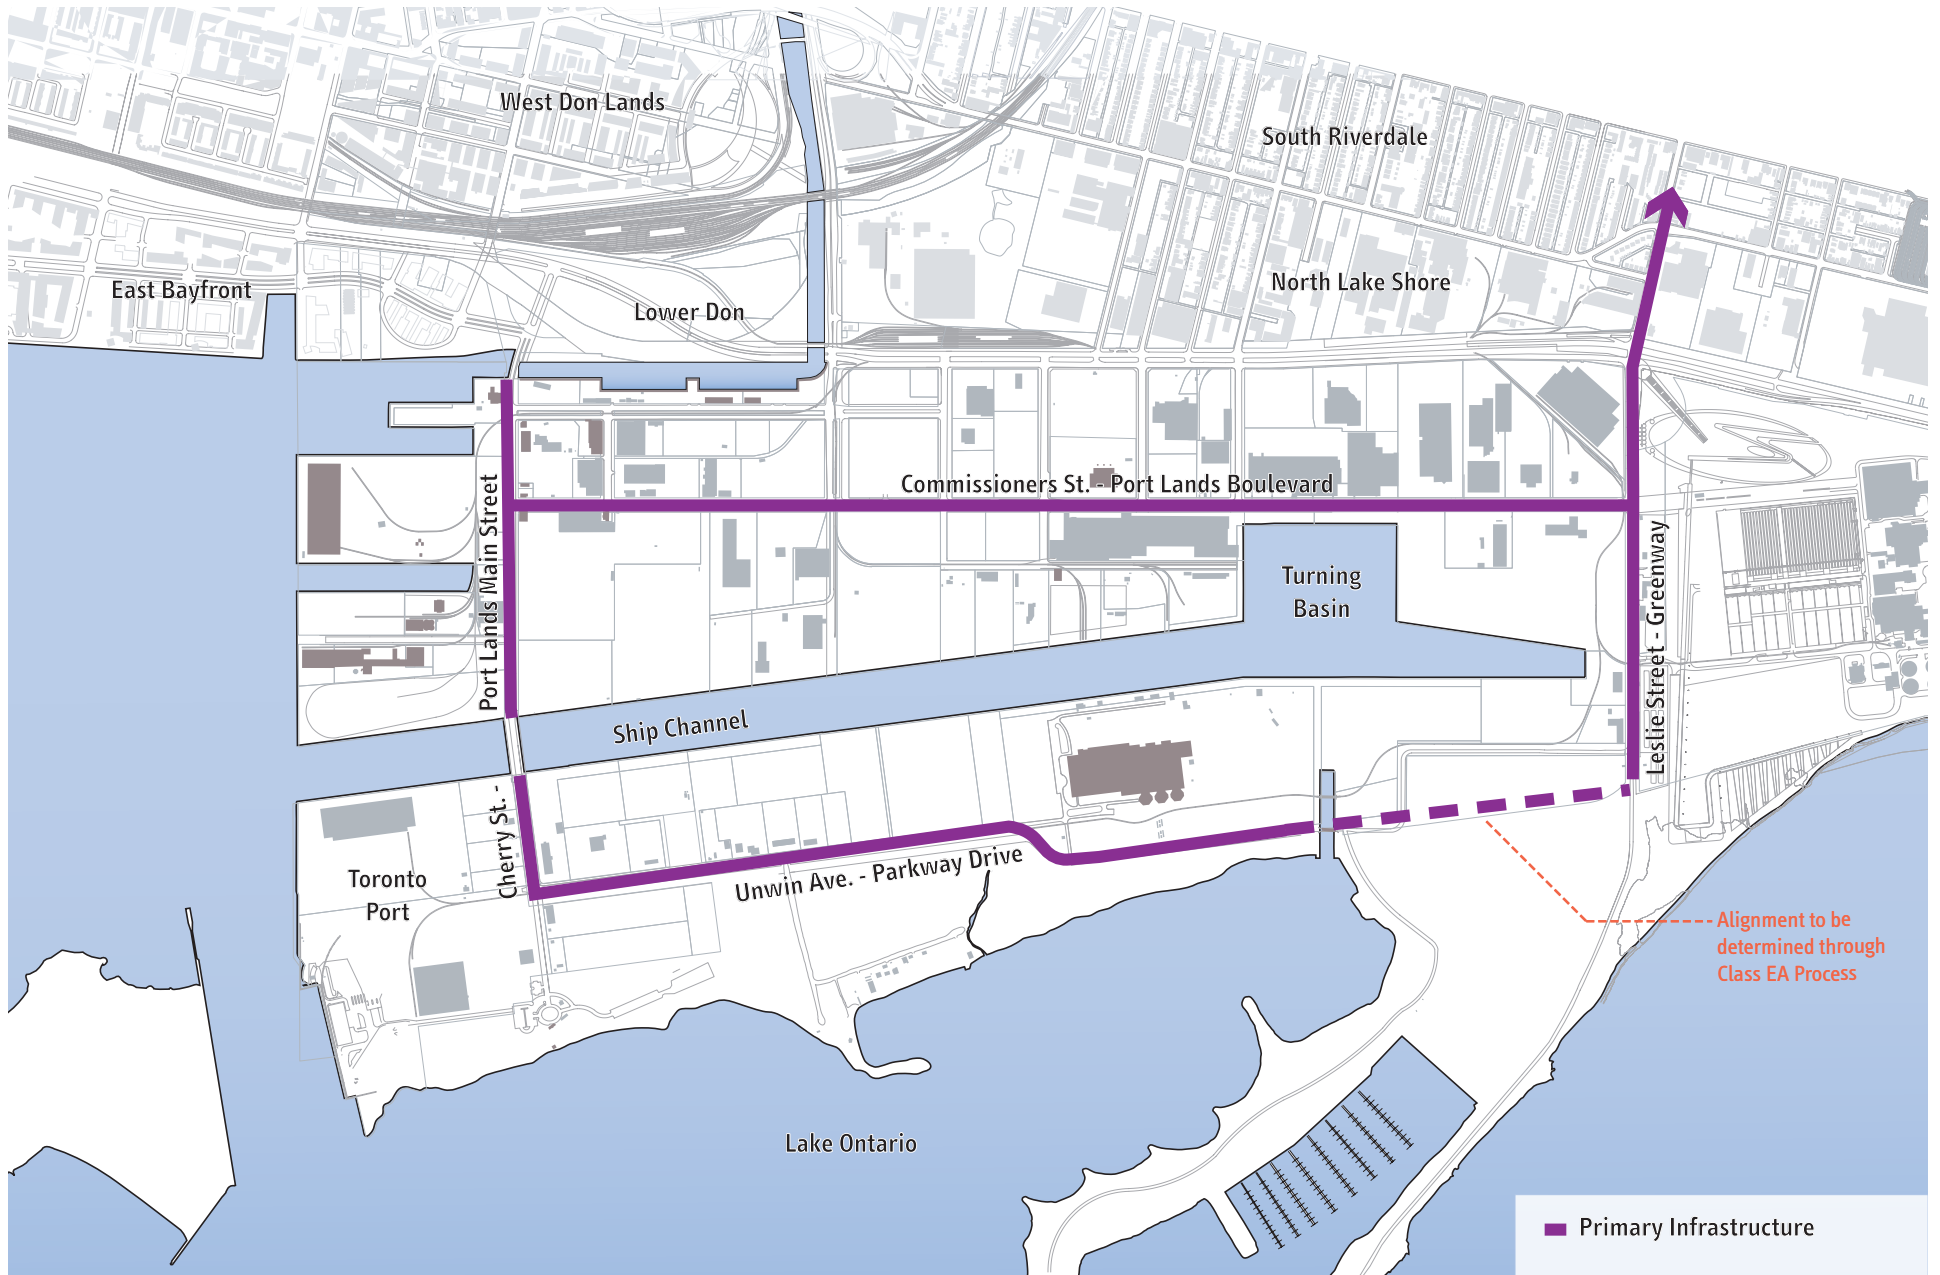 West Don Lands
South Riverdale
East Bayfront
North Lake Shore
Lower Don
Commissioners St. - Port Lands Boulevard
Cherry St. - Port Lands Main Street
Turning
Basin
Leslie Street - Greenway
Ship Channel
Unwin Ave. - Parkway Drive
Toronto
Port
Alignment to be
determined through
Class EA Process
Lake Ontario
Primary Infrastructure